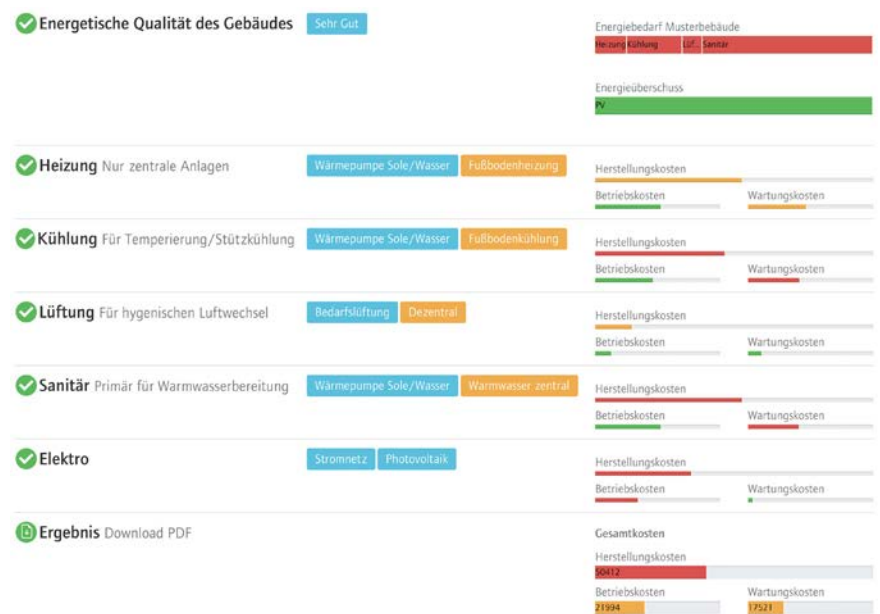 Energetische Qualität des Gebäudes Sehr Gut
Energiebedarf Musterbebäude
Heizung Kühlung Lüf... Sanitär
Energieüberschuss
PV
Heizung Nur zentrale Anlagen Wärmepumpe Sole/Wasser Fußbodenheizung
Herstellungskosten
Betriebskosten Wartungskosten
Kühlung Für Temperierung/Stützkühlung Wärmepumpe Sole/Wasser Fußbodenkühlung
Herstellungskosten
Betriebskosten Wartungskosten
Lüftung Für hygenischen Luftwechsel Bedarfslüftung Dezentral
Herstellungskosten
Betriebskosten Wartungskosten
Sanitär Primär für Warmwasserbereitung Wärmepumpe Sole/Wasser Warmwasser zentral
Herstellungskosten
Betriebskosten Wartungskosten
Elektro Stromnetz Photovoltaik
Herstellungskosten
Betriebskosten Wartungskosten
Ergebnis Download PDF
Gesamtkosten
Herstellungskosten
50412
Betriebskosten Wartungskosten
21994 17521